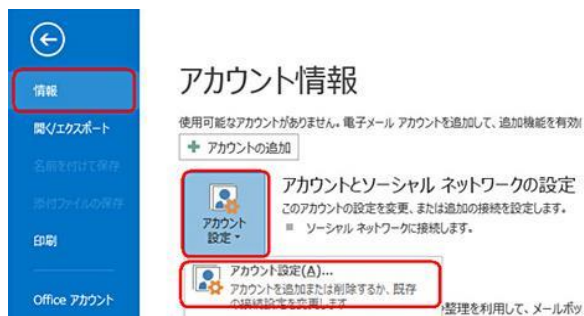 情報
開く/エクスポート
名前を付けて保存
添付ファイルの保存
印刷
Office アカウント
アカウント情報
使用可能なアカウントがありません。電子メール アカウントを追加して、追加機能を有効に
アカウントの追加
アカウント
設定
アカウントとソーシャル ネットワークの設定
このアカウントの設定を変更、または追加の接続を設定します。
ソーシャル ネットワークに接続します。
アカウント設定(A)...
アカウントを追加または削除するか、既存
の接続設定を変更します
整理を利用して、メールボッ